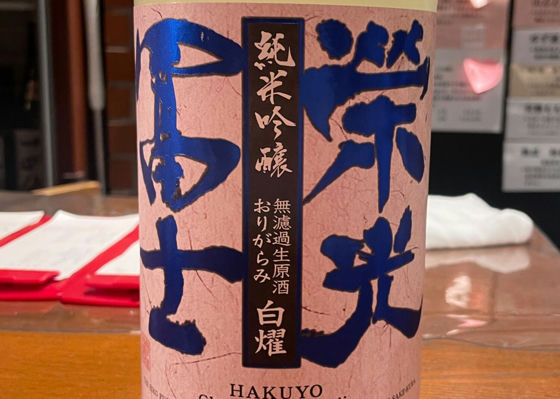 栄光
冨士
純米吟醸
無濾過生原酒
おりがらみ
白燿
HAKUYO